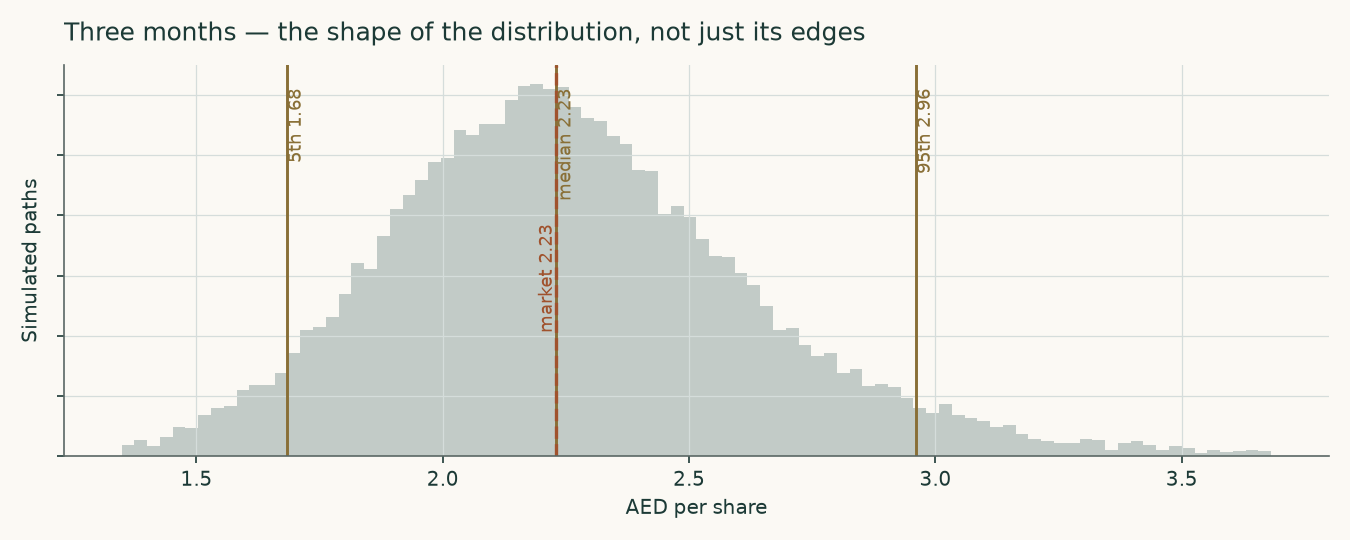 Three months — the shape of the distribution, not just its edges
Simulated paths
5th 1.68
market 2.23
median 2.23
95th 2.96
1.5
2.0
2.5
3.0
3.5
AED per share